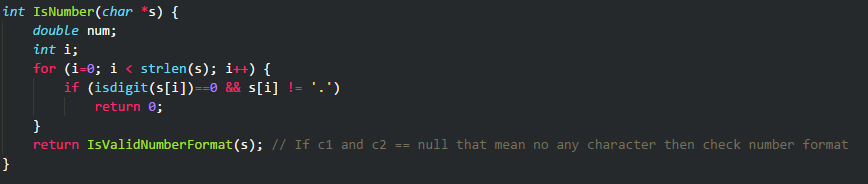 int IsNumber(char *s) {
double num;
int i;
for (i=0; i < strlen(s); i++) {
if (isdigit(s[i])==0 && s[i] != '.')
return 0;
}
return IsValidNumberFormat(s); // If c1 and c2 == null that mean no any character then check number format
}